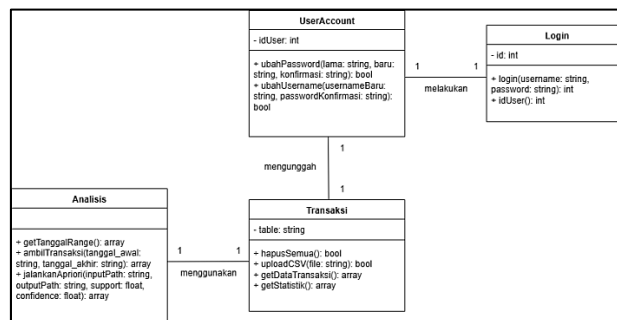 UserAccount
- idUser: int
+ ubahPassword(lama: string, baru:
string, konfirmasi: string): bool
+ ubahUsername(usernameBaru:
string, passwordKonfirmasi: string):
bool
Login
- id: int
+ login(username: string,
password: string): int
+ idUser(): int
1
1
melakukan
1
mengunggah
1
Analisis
+ getTanggalRange(): array
+ ambilTransaksi(tanggal_awal:
string, tanggal_akhir: string): array
+ jalankanApriori(inputPath: string,
outputPath: string, support: float,
confidence: float): array
1
1
menggunakan
Transaksi
- table: string
+ hapusSemua(): bool
+ uploadCSV(file: string): bool
+ getDataTransaksi(): array
+ getStatistik(): array